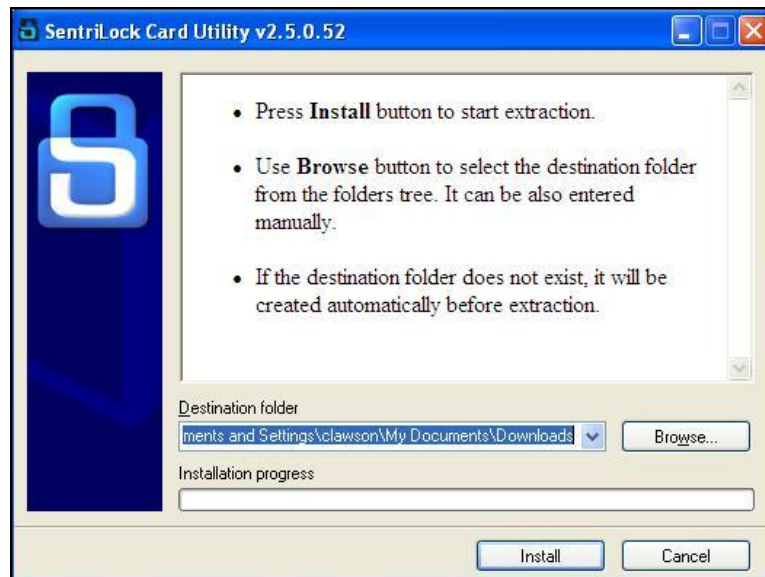 SentriLock Card Utility v2.5.0.52
• Press Install button to start extraction.
• Use Browse button to select the destination folder
from the folders tree. It can be also entered
manually.
• If the destination folder does not exist, it will be
created automatically before extraction.
Destination folder
ments and Settings\clawson\My Documents\Downloads
Browse...
Installation progress
Install
Cancel